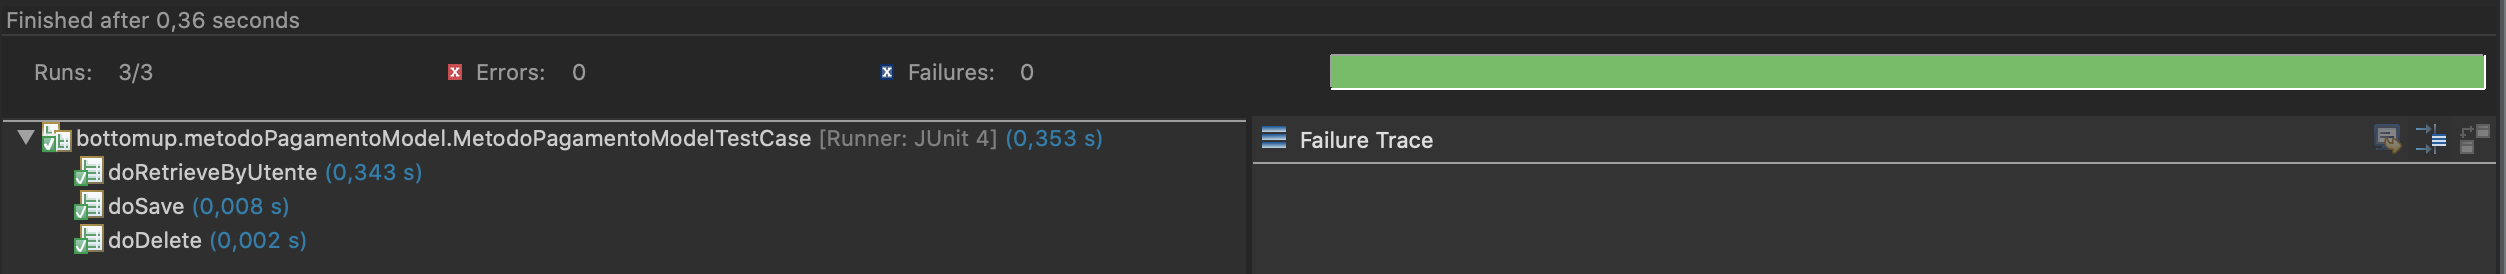 Finished after 0,36 seconds
Runs: 3/3 Errors: 0 Failures: 0
bottomup.metodoPagamentoModel.MetodoPagamentoModelTestCase [Runner: JUnit 4] (0,353 s)
doRetrieveByUtente (0,343 s)
doSave (0,008 s)
doDelete (0,002 s)
Failure Trace